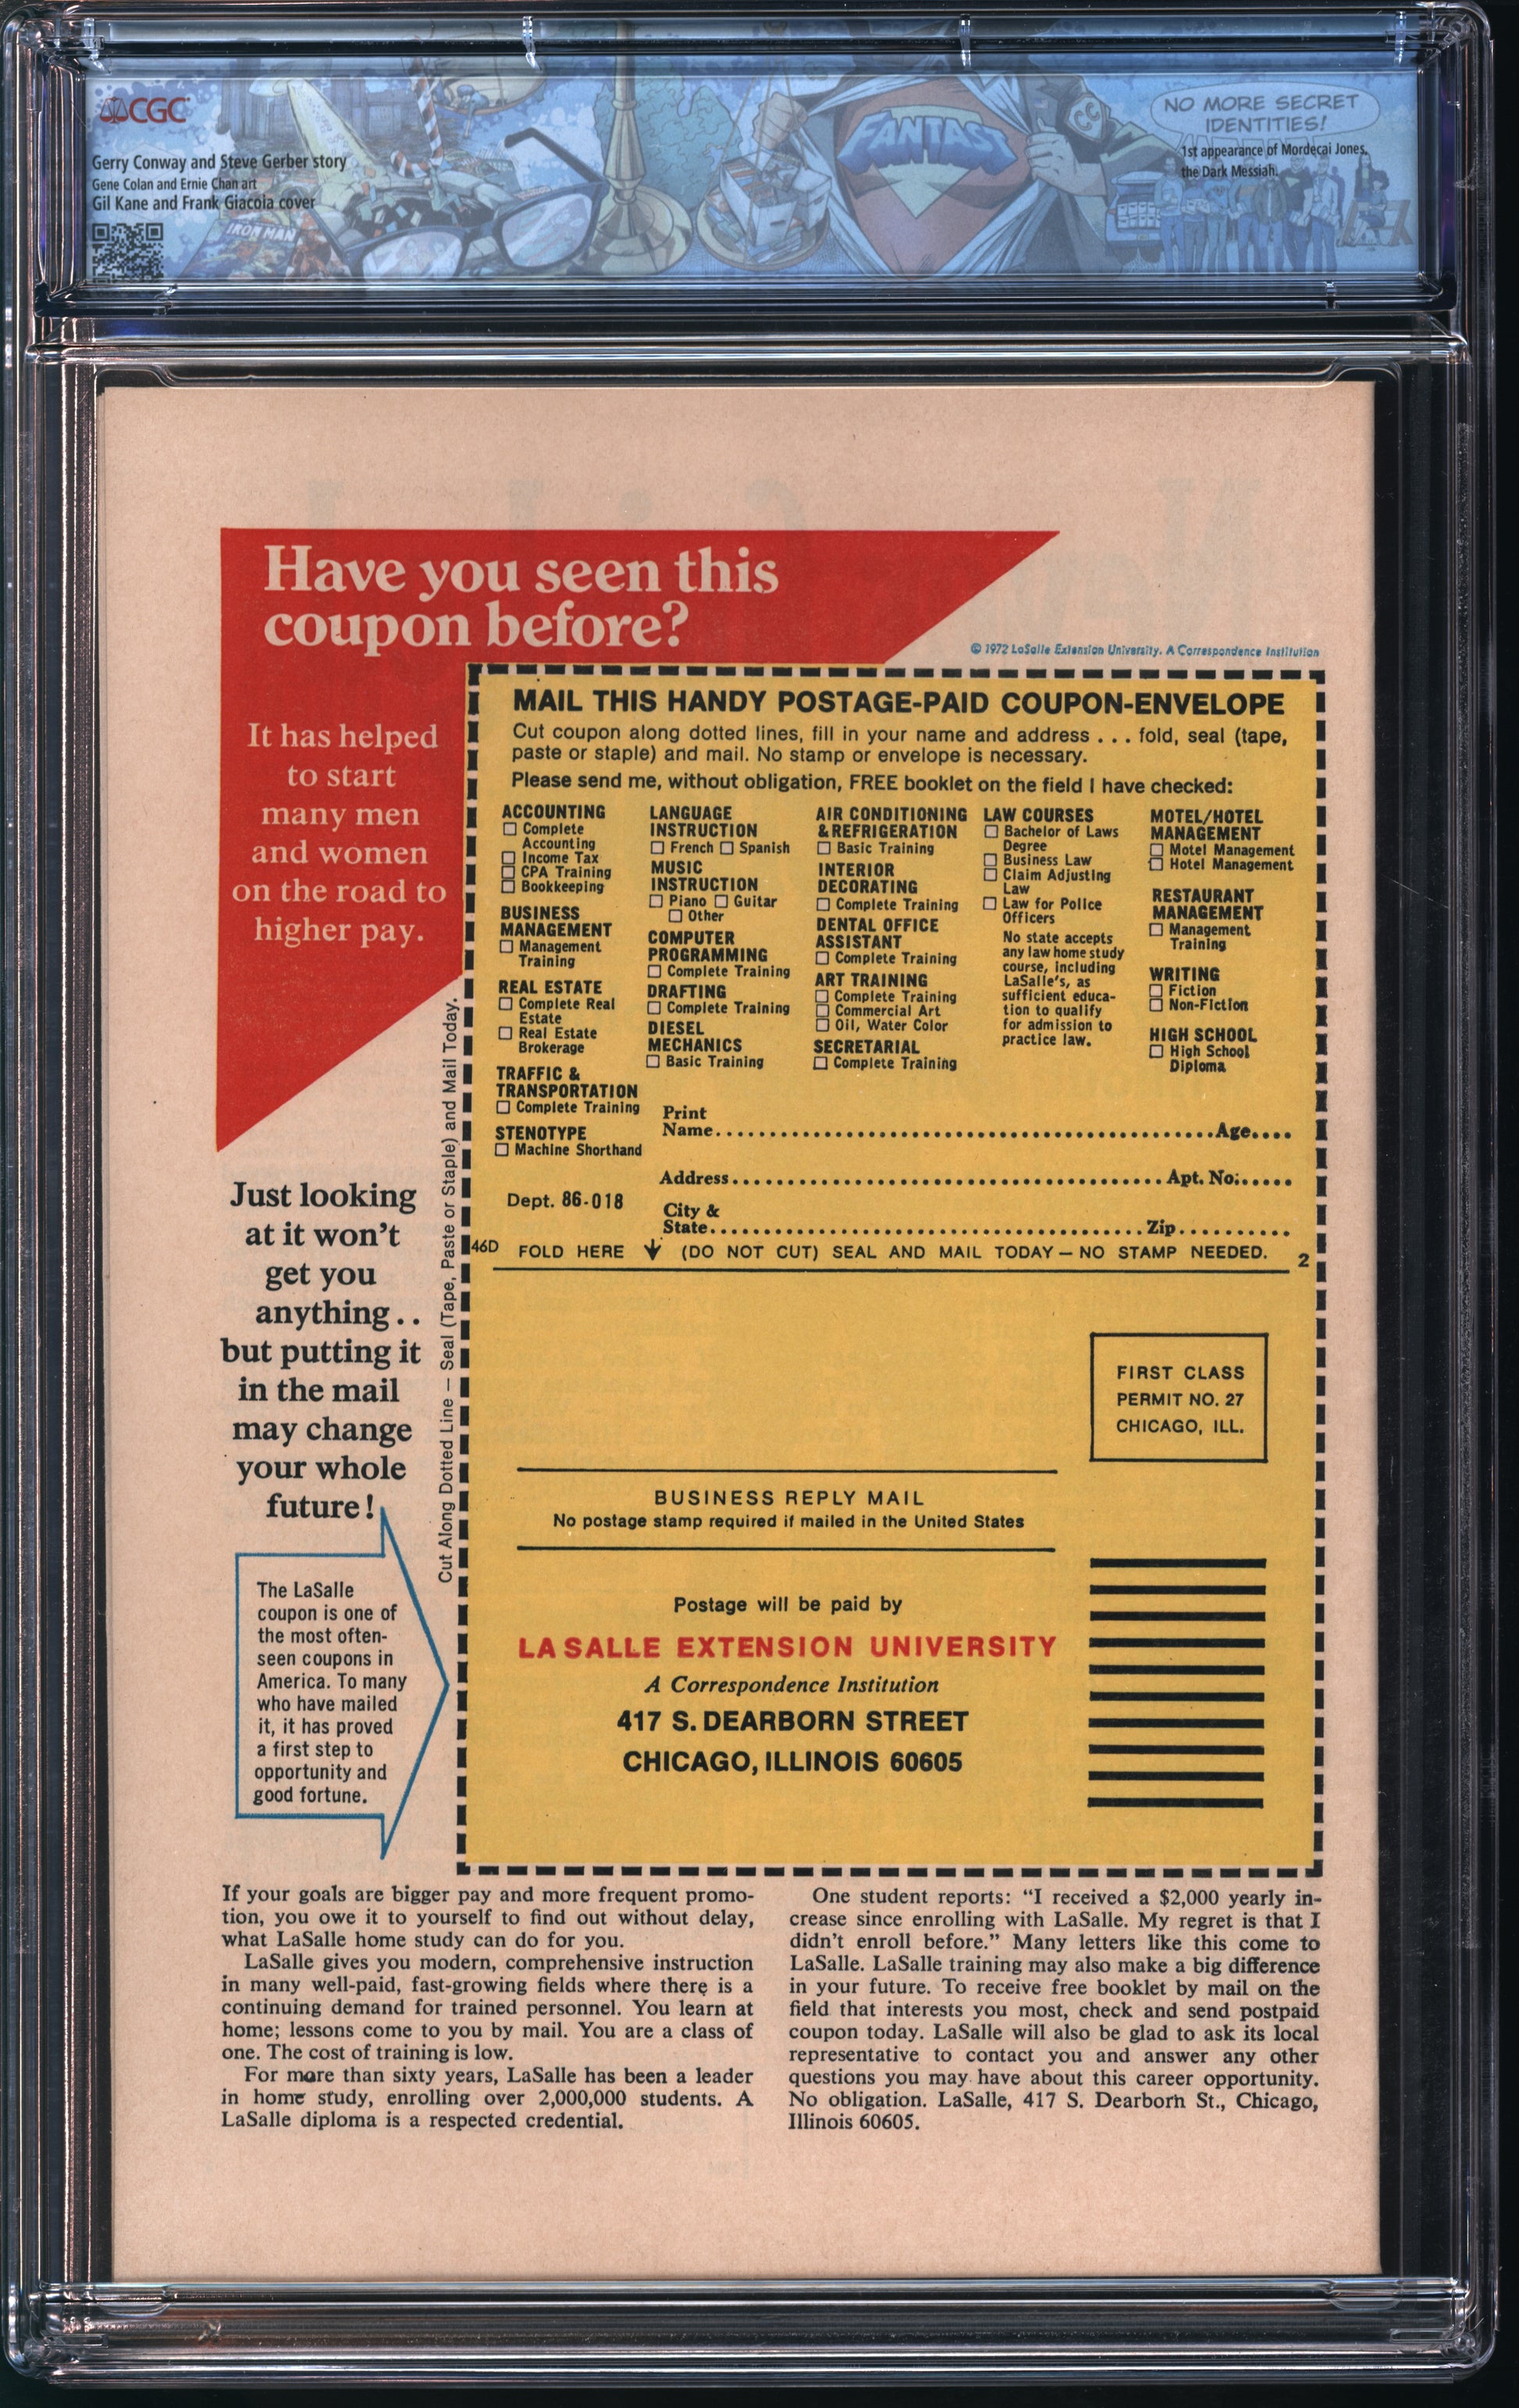 CGC
Gerry Conway and Steve Gerber story
Gene Colan and Ernie Chan art
Gil Kane and Frank Giacoia cover
IRON MAN
FANTAST
CC
NO MORE SECRET
IDENTITIES!
1st appearance of Mordecai Jones,
the Dark Messiah.
Have you seen this
coupon before?
© 1972 LaSalle Extension University. A Correspondence Institution
It has helped
to start
many men
and women
on the road to
higher pay.
Just looking
at it won't
get you
anything..
but putting it
in the mail
may change
your whole
future!
The LaSalle
coupon is one of
the most often-
seen coupons in
America. To many
who have mailed
it, it has proved
a first step to
opportunity and
good fortune.
Cut Along Dotted Line — Seal (Tape, Paste or Staple) and Mail Today.
MAIL THIS HANDY POSTAGE-PAID COUPON-ENVELOPE
Cut coupon along dotted lines, fill in your name and address . . . fold, seal (tape,
paste or staple) and mail. No stamp or envelope is necessary.
Please send me, without obligation, FREE booklet on the field I have checked:
ACCOUNTING
☐ Complete
Accounting
☐ Income Tax
☐ CPA Training
☐ Bookkeeping
BUSINESS
MANAGEMENT
☐ Management
Training
REAL ESTATE
☐ Complete Real
Estate
☐ Real Estate
Brokerage
TRAFFIC &
TRANSPORTATION
☐ Complete Training
STENOTYPE
☐ Machine Shorthand
LANGUAGE
INSTRUCTION
☐ French ☐ Spanish
MUSIC
INSTRUCTION
☐ Piano ☐ Guitar
☐ Other
COMPUTER
PROGRAMMING
☐ Complete Training
DRAFTING
☐ Complete Training
DIESEL
MECHANICS
☐ Basic Training
AIR CONDITIONING
& REFRIGERATION
☐ Basic Training
INTERIOR
DECORATING
☐ Complete Training
DENTAL OFFICE
ASSISTANT
☐ Complete Training
ART TRAINING
☐ Complete Training
☐ Commercial Art
☐ Oil, Water Color
SECRETARIAL
☐ Complete Training
LAW COURSES
☐ Bachelor of Laws
Degree
☐ Business Law
☐ Claim Adjusting
Law
☐ Law for Police
Officers
No state accepts
any law home study
course, including
LaSalle's, as
sufficient educa-
tion to qualify
for admission to
practice law.
MOTEL/HOTEL
MANAGEMENT
☐ Motel Management
☐ Hotel Management
RESTAURANT
MANAGEMENT
☐ Management
Training
WRITING
☐ Fiction
☐ Non-Fiction
HIGH SCHOOL
☐ High School
Diploma
Print
Name..........Age....
Address..........Apt. No:.....
Dept. 86-018
City &
State..........Zip..........
46D FOLD HERE ↓ (DO NOT CUT) SEAL AND MAIL TODAY — NO STAMP NEEDED. 2
FIRST CLASS
PERMIT NO. 27
CHICAGO, ILL.
BUSINESS REPLY MAIL
No postage stamp required if mailed in the United States
Postage will be paid by
LA SALLE EXTENSION UNIVERSITY
A Correspondence Institution
417 S. DEARBORN STREET
CHICAGO, ILLINOIS 60605
If your goals are bigger pay and more frequent promo-
tion, you owe it to yourself to find out without delay,
what LaSalle home study can do for you.
LaSalle gives you modern, comprehensive instruction
in many well-paid, fast-growing fields where there is a
continuing demand for trained personnel. You learn at
home; lessons come to you by mail. You are a class of
one. The cost of training is low.
For more than sixty years, LaSalle has been a leader
in home study, enrolling over 2,000,000 students. A
LaSalle diploma is a respected credential.
One student reports: "I received a $2,000 yearly in-
crease since enrolling with LaSalle. My regret is that I
didn't enroll before." Many letters like this come to
LaSalle. LaSalle training may also make a big difference
in your future. To receive free booklet by mail on the
field that interests you most, check and send postpaid
coupon today. LaSalle will also be glad to ask its local
representative to contact you and answer any other
questions you may have about this career opportunity.
No obligation. LaSalle, 417 S. Dearborn St., Chicago,
Illinois 60605.